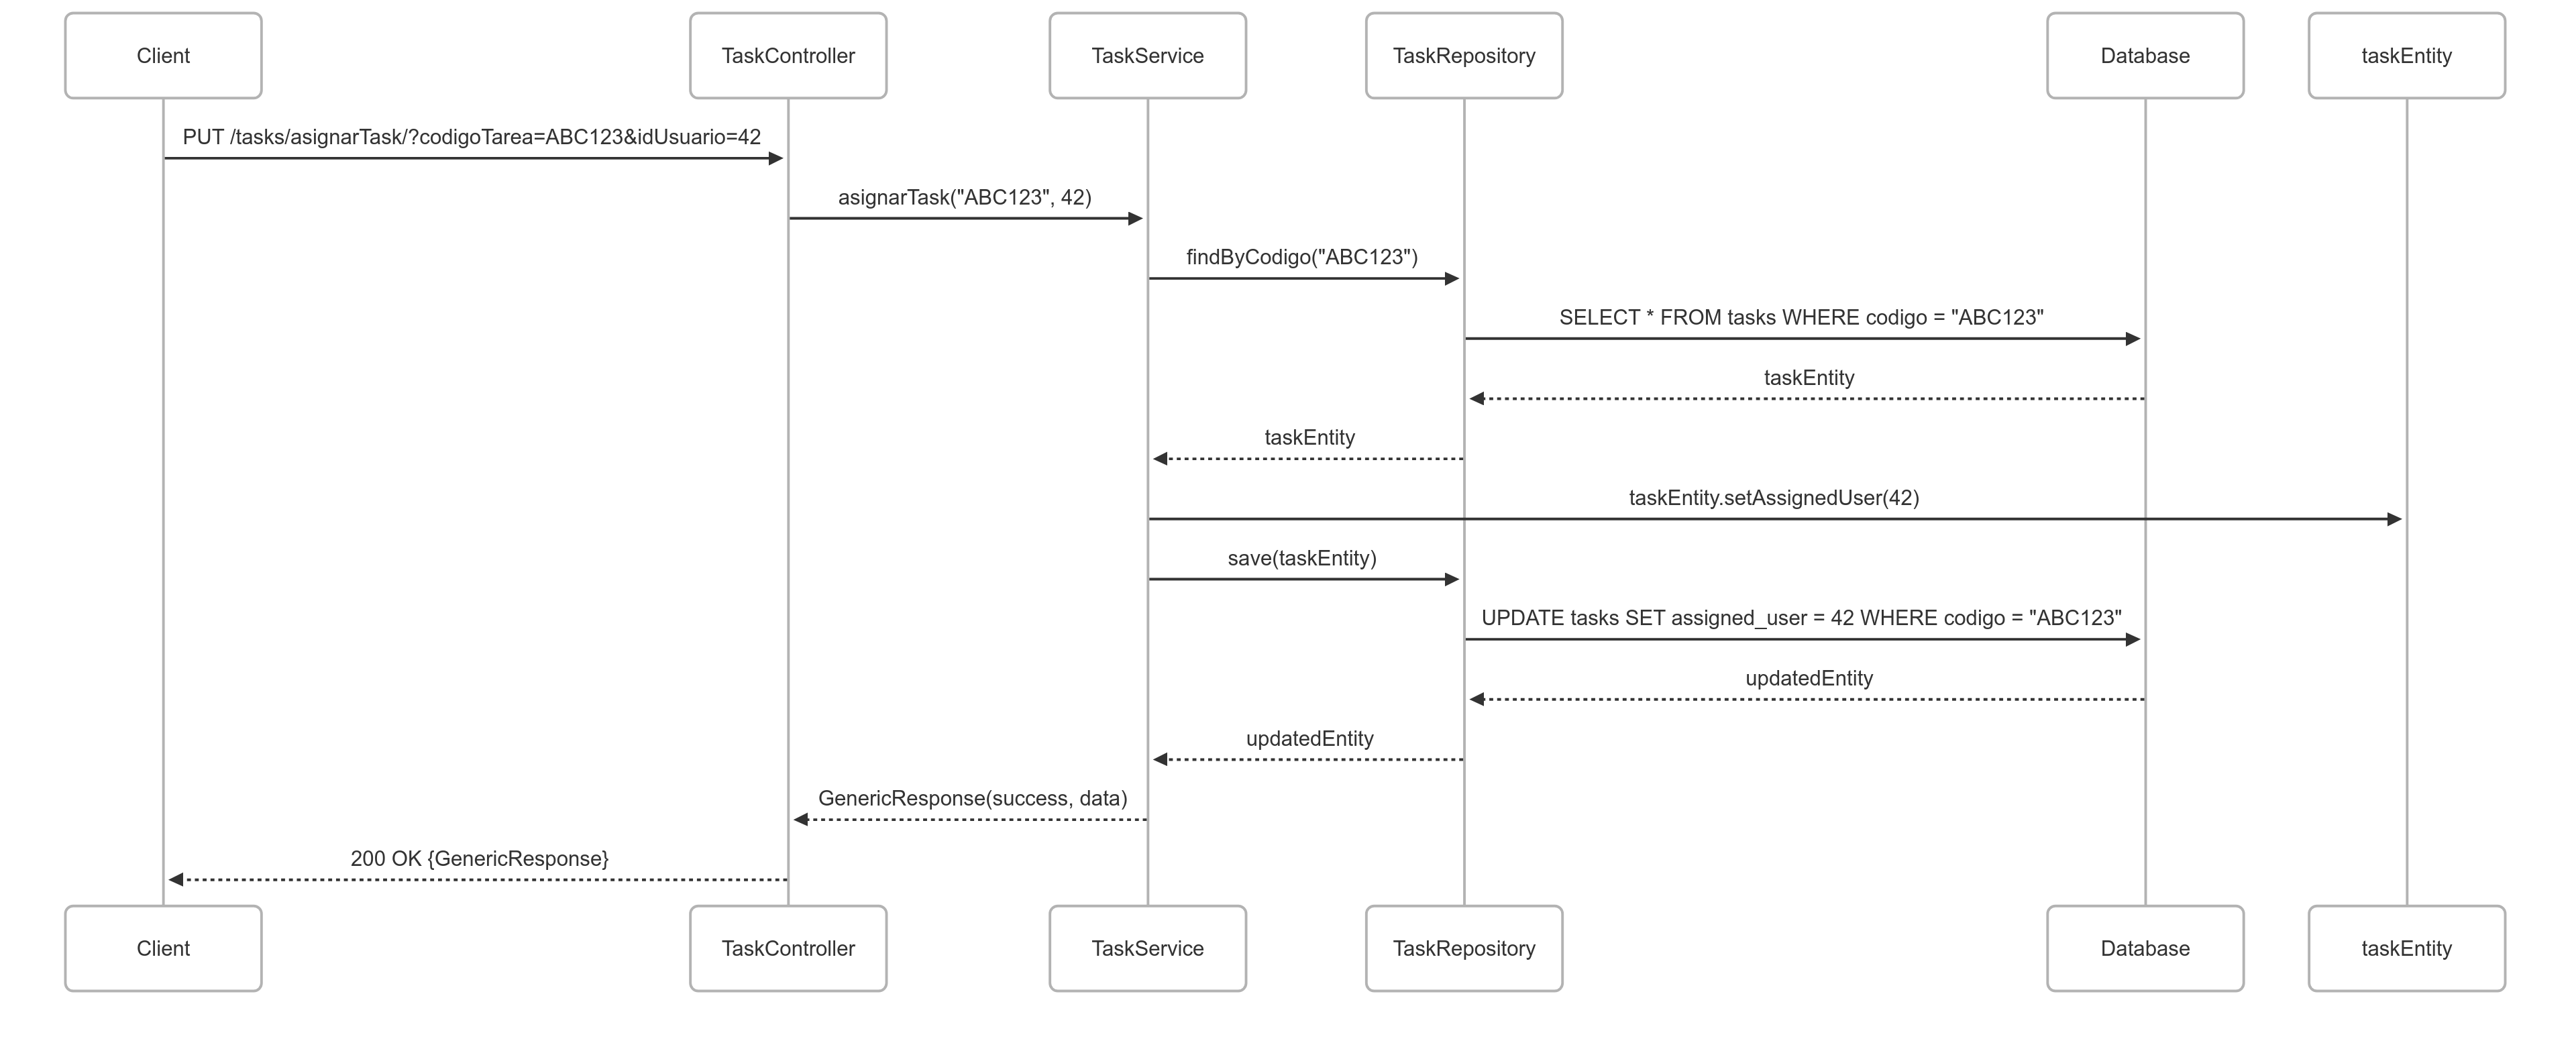 Client
TaskController
TaskService
TaskRepository
Database
taskEntity
PUT /tasks/asignarTask/?codigoTarea=ABC123&idUsuario=42
asignarTask("ABC123", 42)
findByCodigo("ABC123")
SELECT * FROM tasks WHERE codigo = "ABC123"
taskEntity
taskEntity
taskEntity.setAssignedUser(42)
save(taskEntity)
UPDATE tasks SET assigned_user = 42 WHERE codigo = "ABC123"
updatedEntity
updatedEntity
GenericResponse(success, data)
200 OK {GenericResponse}
Client
TaskController
TaskService
TaskRepository
Database
taskEntity